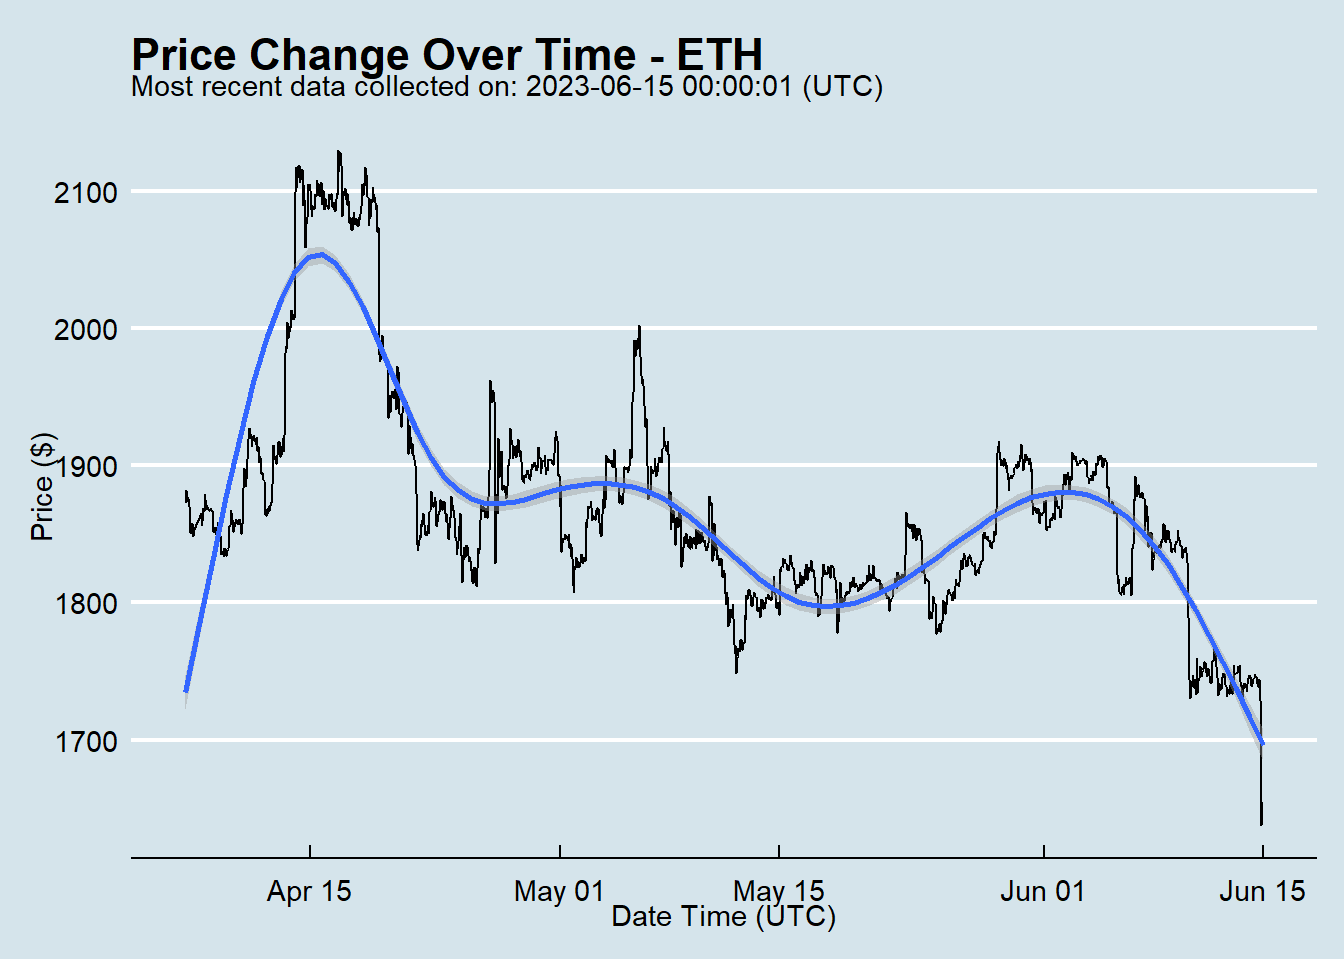 Price Change Over Time - ETH
Most recent data collected on: 2023-06-15 00:00:01 (UTC)
Price ($)
2100
2000
1900
1800
1700
Apr 15
May 01
May 15
Jun 01
Jun 15
Date Time (UTC)